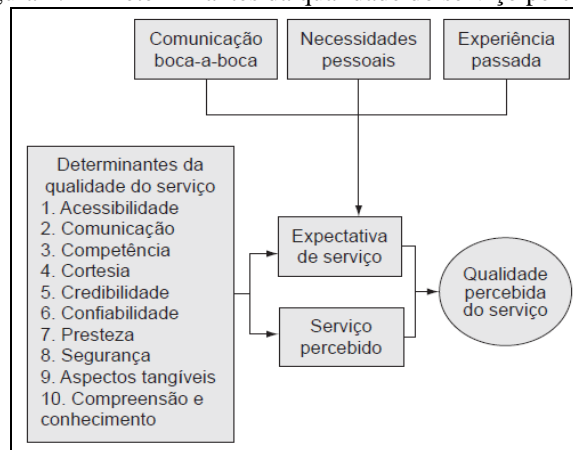 Comunicação
boca-a-boca
Necessidades
pessoais
Experiência
passada
Determinantes da
qualidade do serviço
1. Acessibilidade
2. Comunicação
3. Competência
4. Cortesia
5. Credibilidade
6. Confiabilidade
7. Presteza
8. Segurança
9. Aspectos tangíveis
10. Compreensão e
conhecimento
Expectativa
de serviço
Serviço
percebido
Qualidade
percebida
do serviço